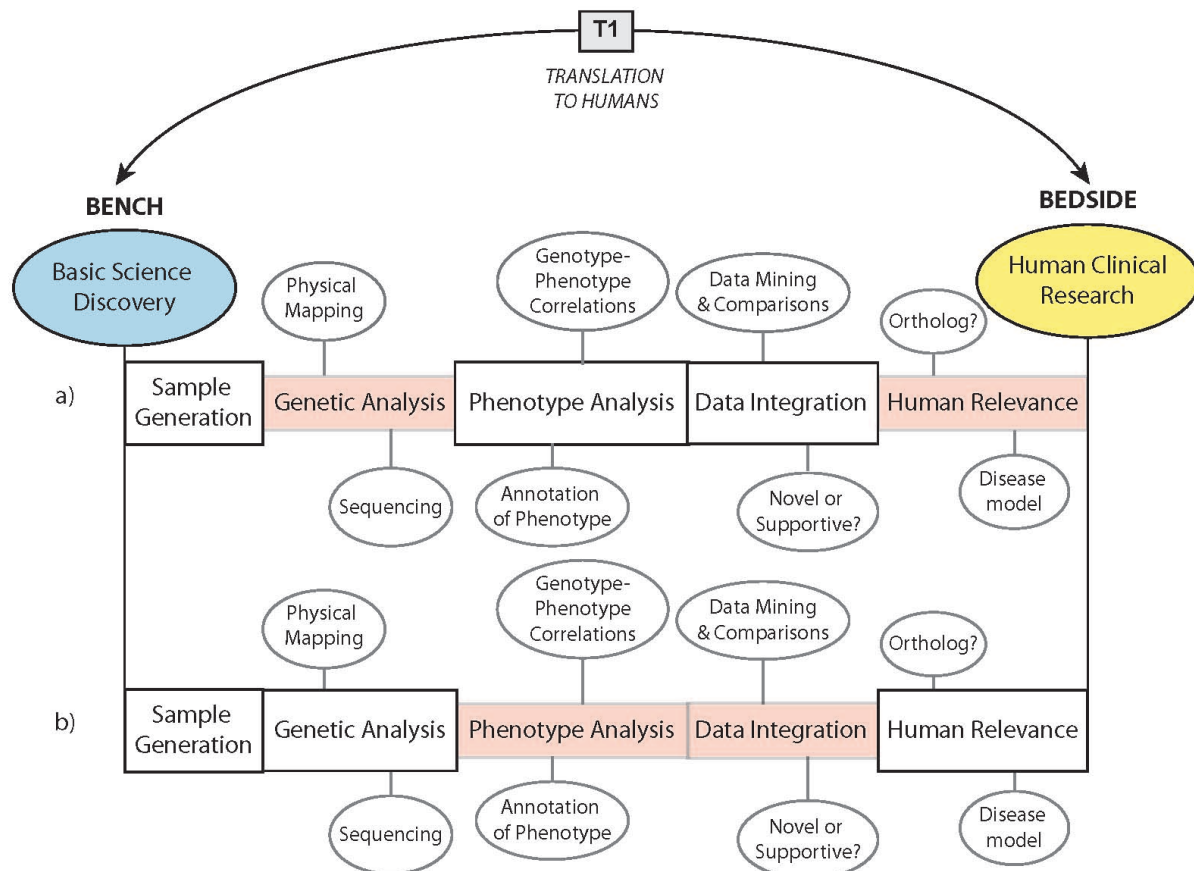 T1
TRANSLATION
TO HUMANS
BENCH
BEDSIDE
Basic Science
Discovery
Human Clinical
Research
Physical
Mapping
Genotype-
Phenotype
Correlations
Data Mining
& Comparisons
Ortholog?
a)
Sample
Generation
Genetic Analysis
Phenotype Analysis
Data Integration
Human Relevance
Sequencing
Annotation
of Phenotype
Novel or
Supportive?
Disease
model
Physical
Mapping
Genotype-
Phenotype
Correlations
Data Mining
& Comparisons
Ortholog?
b)
Sample
Generation
Genetic Analysis
Phenotype Analysis
Data Integration
Human Relevance
Sequencing
Annotation
of Phenotype
Novel or
Supportive?
Disease
model